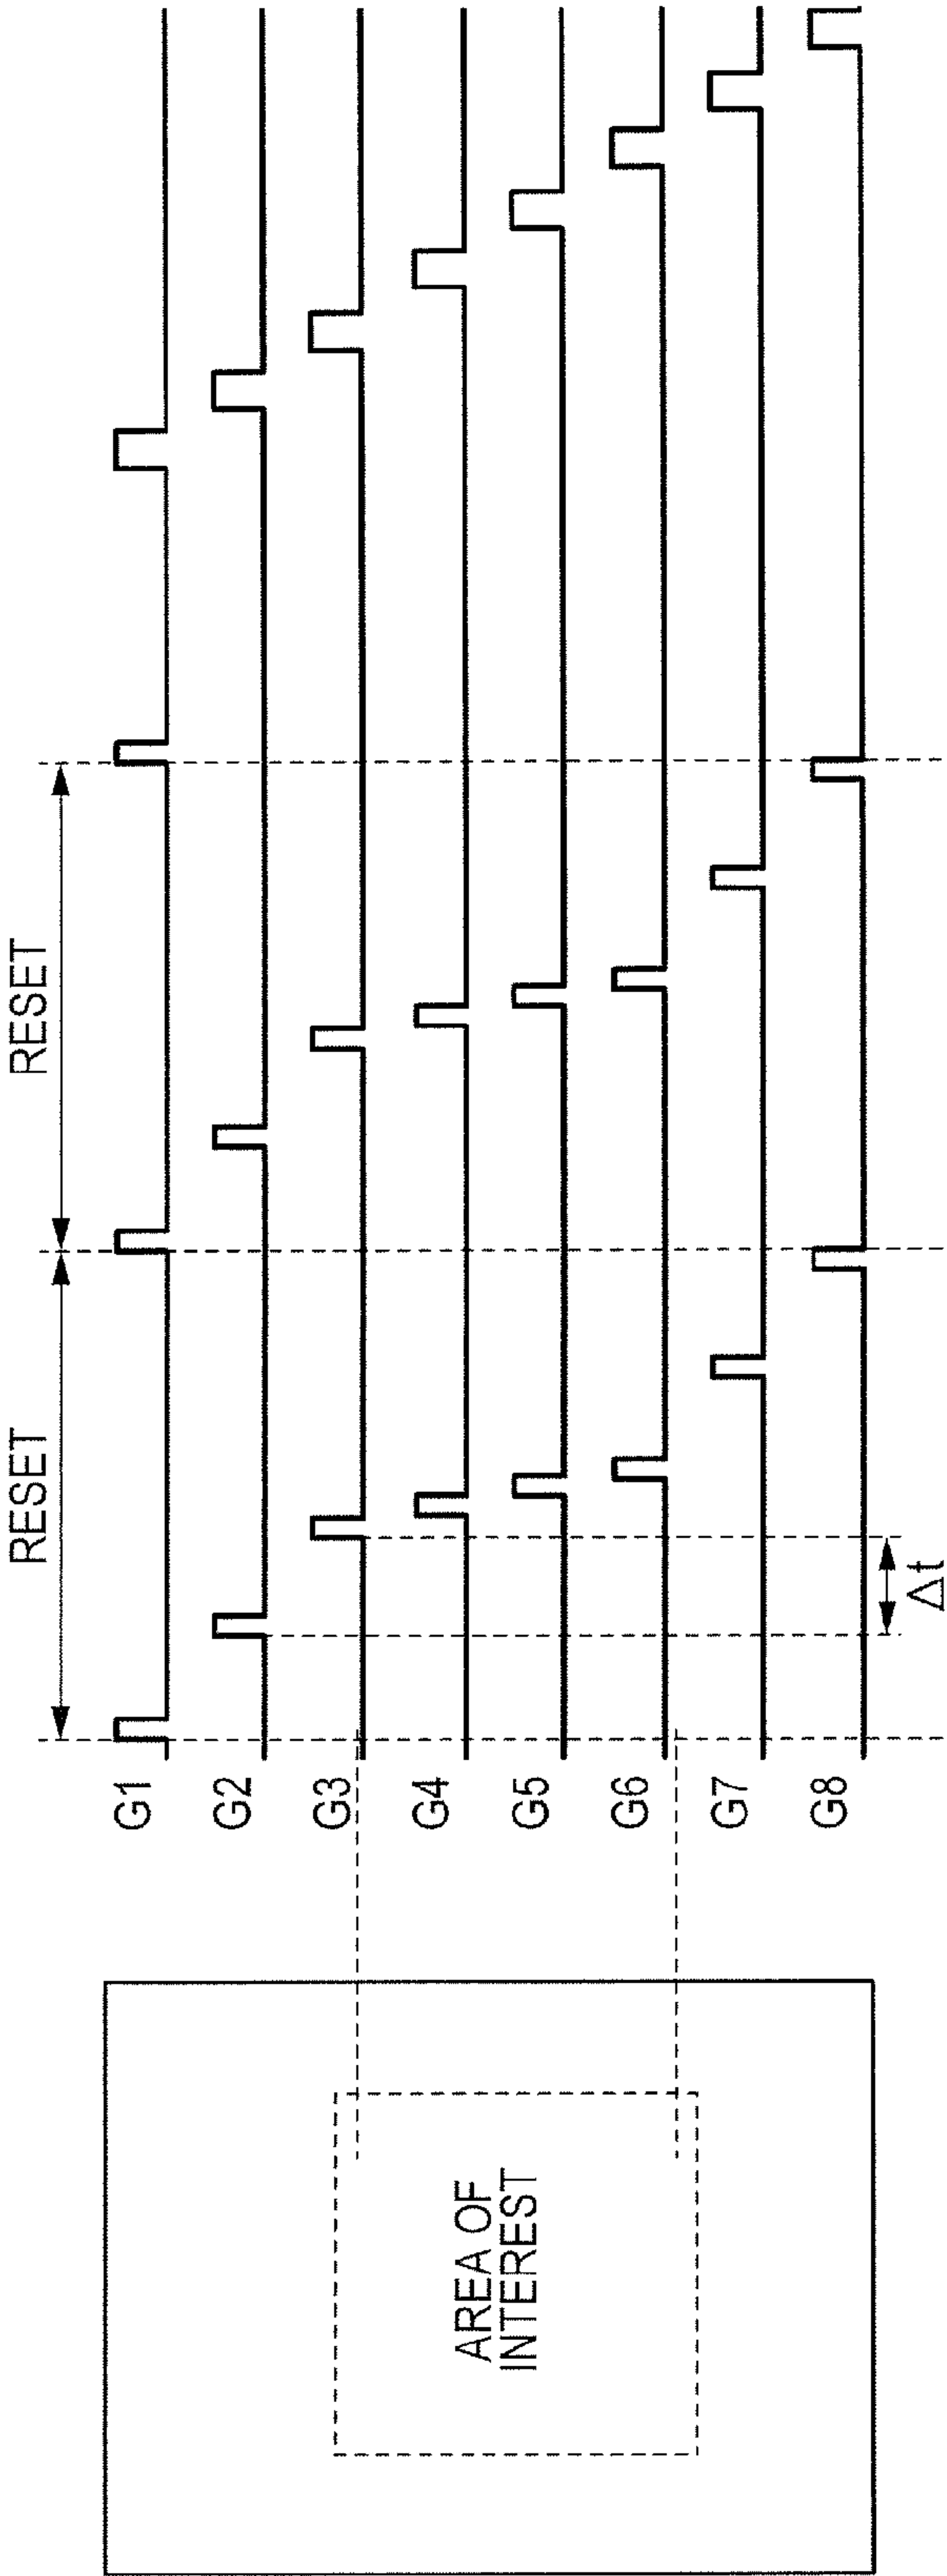 RESET
RESET
G1
G2
G3
G4
G5
G6
G7
G8
Δt
AREA OF
INTEREST